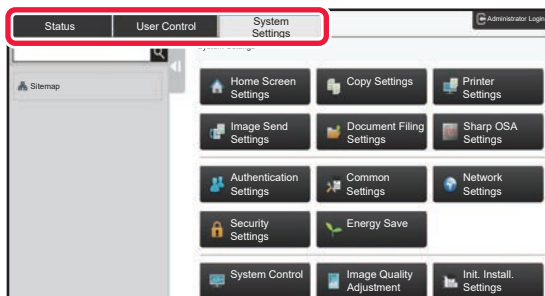 Status
User Control
System
Settings
Administrator Login
Sitemap
Home Screen
Settings
Copy Settings
Printer
Settings
Image Send
Settings
Document Filing
Settings
Sharp OSA
Settings
Authentication
Settings
Common
Settings
Network
Settings
Security
Settings
Energy Save
System Control
Image Quality
Adjustment
Init. Install.
Settings